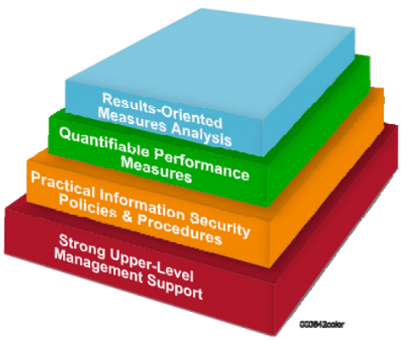 Results-Oriented
Measures Analysis
Quantifiable Performance
Measures
Practical Information Security
Policies & Procedures
Strong Upper-Level
Management Support